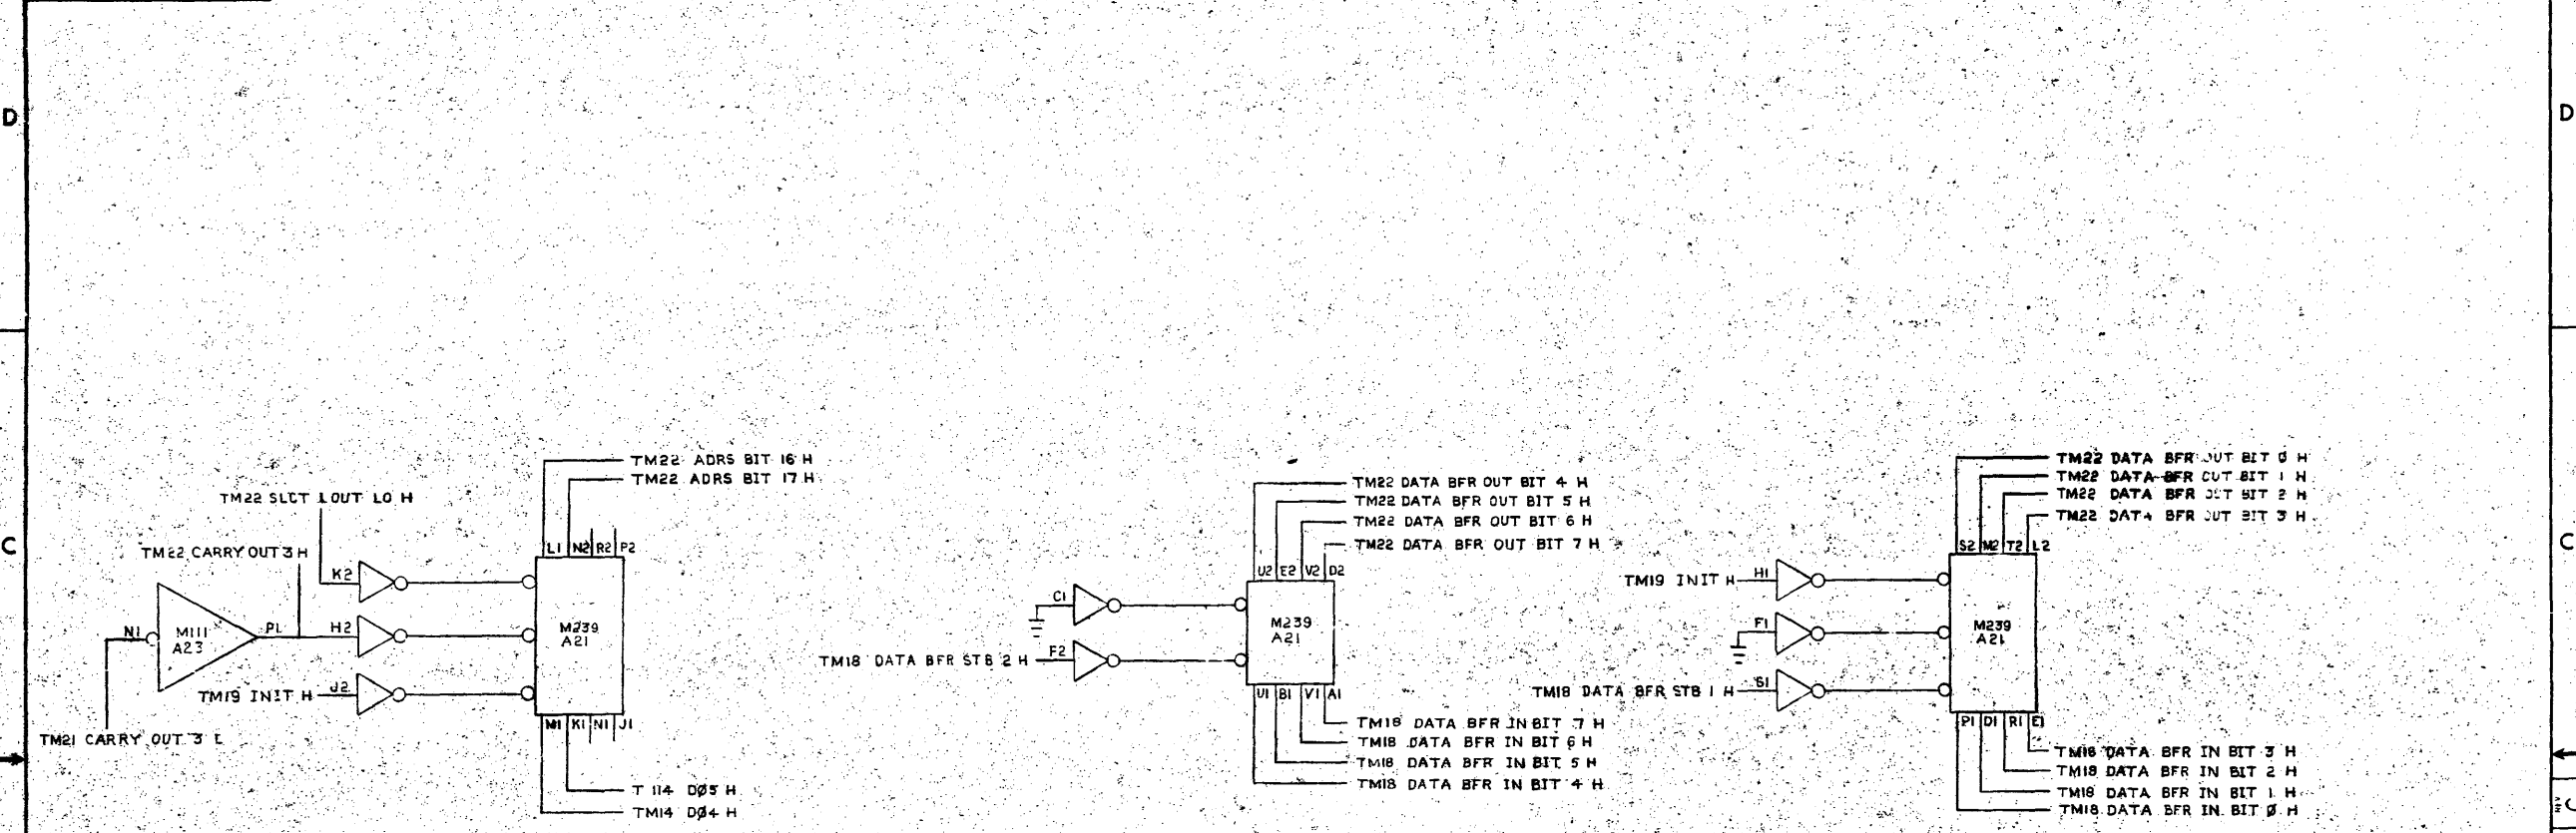 D
D
C
C
TM22 ADRS BIT 16 H
TM22 ADRS BIT 17 H
TM22 SLCT 1 OUT LO H
TM22 CARRY OUT 3 H
L1 N2 R2 P2
K2
N1
M111
A23
P1
H2
M239
A21
TM19 INIT H
J2
M1 K1 N1 J1
TM21 CARRY OUT 3 L
D05 H
TM14 D04 H
TM22 DATA BFR OUT BIT 4 H
TM22 DATA BFR OUT BIT 5 H
TM22 DATA BFR OUT BIT 6 H
TM22 DATA BFR OUT BIT 7 H
U2 E2 V2 D2
C1
M239
A21
TM18 DATA BFR STB 2 H
F2
U1 B1 V1 A1
TM18 DATA BFR IN BIT 7 H
TM18 DATA BFR IN BIT 6 H
TM18 DATA BFR IN BIT 5 H
TM18 DATA BFR IN BIT 4 H
TM22 DATA BFR OUT BIT 0 H
TM22 DATA BFR OUT BIT 1 H
TM22 DATA BFR OUT BIT 2 H
TM22 DATA BFR OUT BIT 3 H
S2 M2 T2 L2
TM19 INIT H
H1
F1
M239
A21
TM18 DATA BFR STB 1 H
S1
P1 D1 R1 E1
TM18 DATA BFR IN BIT 3 H
TM18 DATA BFR IN BIT 2 H
TM18 DATA BFR IN BIT 1 H
TM18 DATA BFR IN BIT 0 H